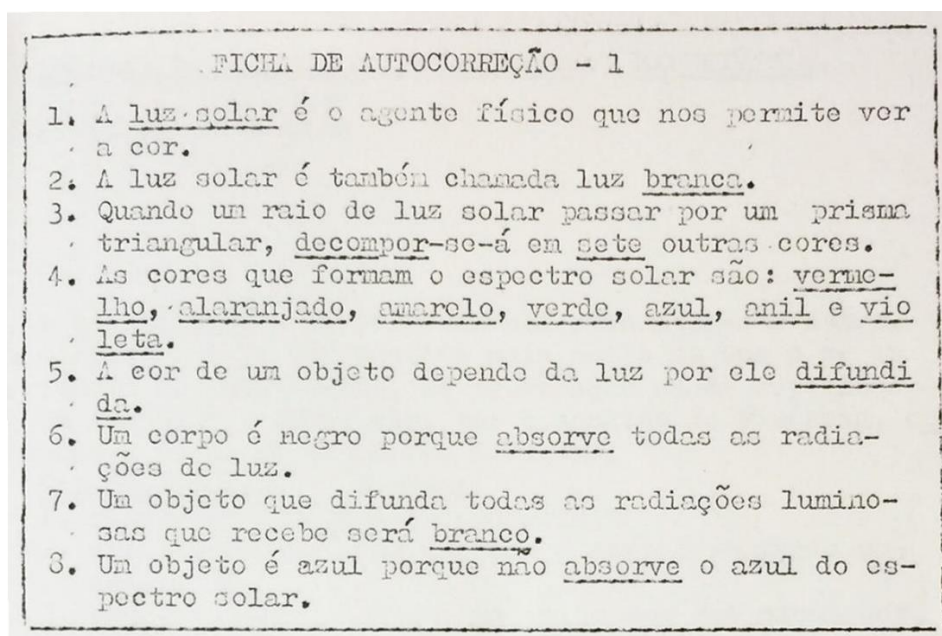 FICHA DE AUTOCORREÇÃO - 1
1. A luz solar é o agente físico que nos permite ver
a cor.
2. A luz solar é também chamada luz branca.
3. Quando um raio de luz solar passar por um prisma
triangular, decompor-se-á em sete outras cores.
4. As cores que formam o espectro solar são: verme-
lho, alaranjado, amarelo, verde, azul, anil e vio
leta.
5. A cor de um objeto depende da luz por ele difundi
da.
6. Um corpo é negro porque absorve todas as radia-
ções de luz.
7. Um objeto que difunda todas as radiações lumino-
sas que recebe será branco.
8. Um objeto é azul porque não absorve o azul do es-
pectro solar.